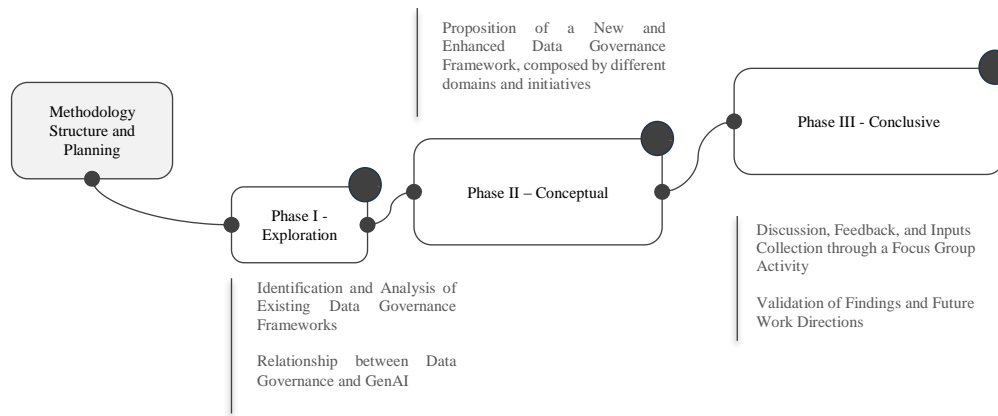 Methodology
Structure and
Planning
Phase I -
Exploration
Identification and Analysis of
Existing Data Governance
Frameworks
Relationship between Data
Governance and GenAI
Proposition of a New and
Enhanced Data Governance
Framework, composed by different
domains and initiatives
Phase II – Conceptual
Phase III - Conclusive
Discussion, Feedback, and Inputs
Collection through a Focus Group
Activity
Validation of Findings and Future
Work Directions